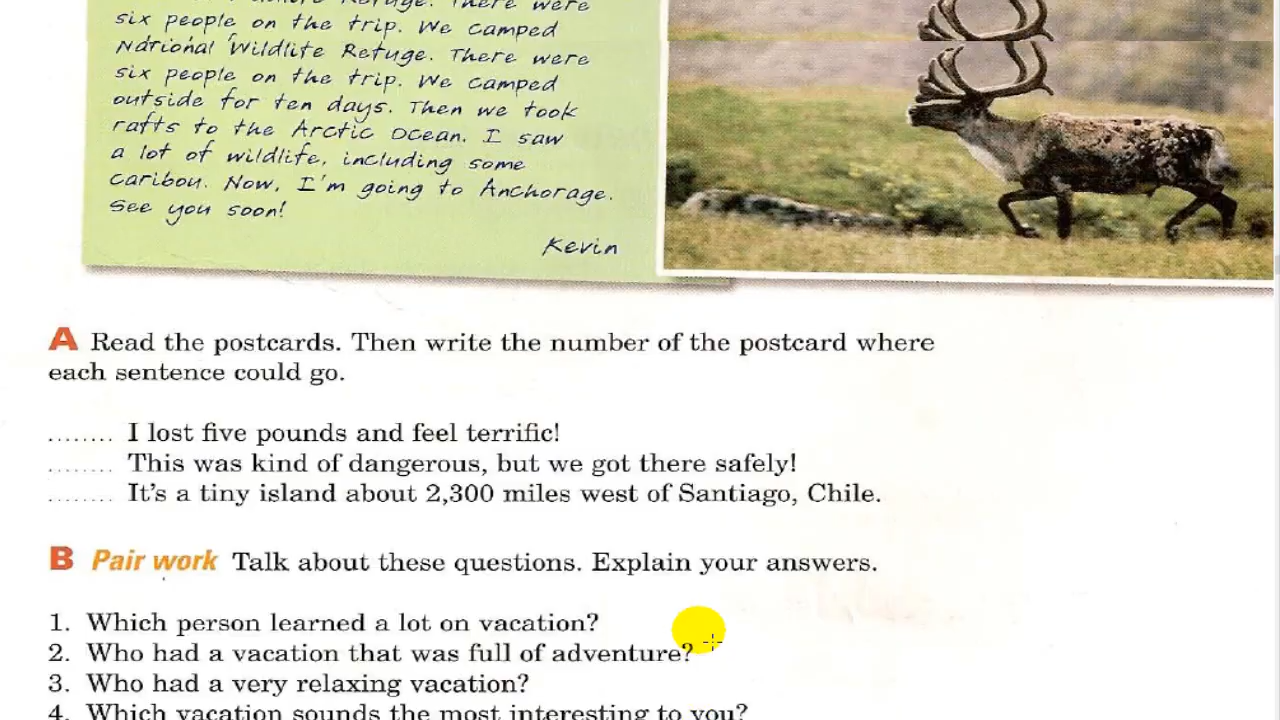 Refuge. There were
six people on the trip. We camped
National Wildlife Refuge. There were
six people on the trip. We camped
outside for ten days. Then we took
rafts to the Arctic Ocean. I saw
a lot of wildlife, including some
caribou. Now, I'm going to Anchorage.
See you soon!
Kevin
A Read the postcards. Then write the number of the postcard where
each sentence could go.
........ I lost five pounds and feel terrific!
........ This was kind of dangerous, but we got there safely!
........ It's a tiny island about 2,300 miles west of Santiago, Chile.
B Pair work Talk about these questions. Explain your answers.
1. Which person learned a lot on vacation?
2. Who had a vacation that was full of adventure?
3. Who had a very relaxing vacation?
4. Which vacation sounds the most interesting to you?